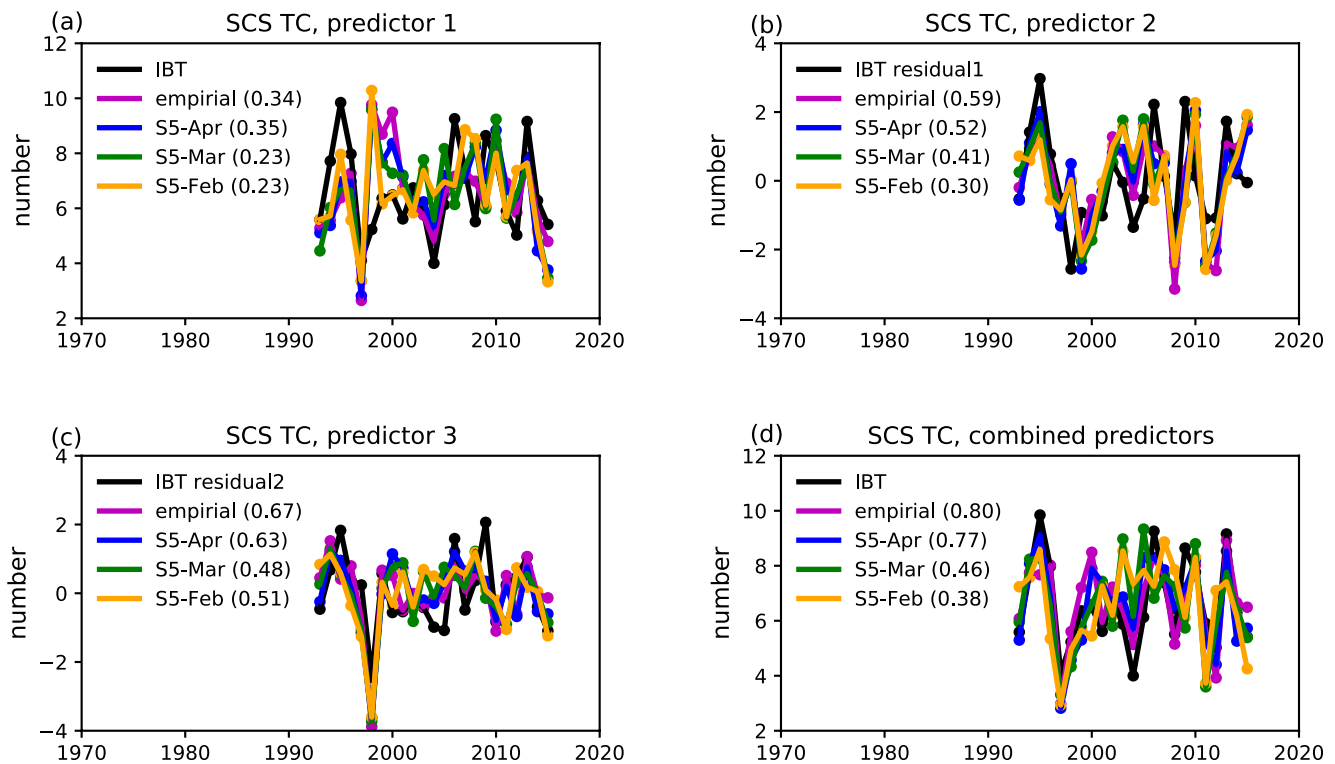 (a)
SCS TC, predictor 1
number
12
10
8
6
4
2
IBT
empirial (0.34)
S5-Apr (0.35)
S5-Mar (0.23)
S5-Feb (0.23)
1970 1980 1990 2000 2010 2020
(b)
SCS TC, predictor 2
number
4
2
0
−2
−4
IBT residual1
empirial (0.59)
S5-Apr (0.52)
S5-Mar (0.41)
S5-Feb (0.30)
1970 1980 1990 2000 2010 2020
(c)
SCS TC, predictor 3
number
4
2
0
−2
−4
IBT residual2
empirial (0.67)
S5-Apr (0.63)
S5-Mar (0.48)
S5-Feb (0.51)
1970 1980 1990 2000 2010 2020
(d)
SCS TC, combined predictors
number
12
10
8
6
4
2
IBT
empirial (0.80)
S5-Apr (0.77)
S5-Mar (0.46)
S5-Feb (0.38)
1970 1980 1990 2000 2010 2020